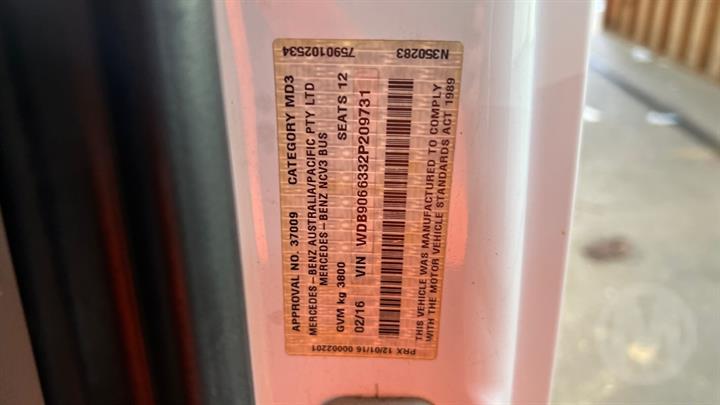 7590102534 N350283
APPROVAL NO. 37009 CATEGORY MD3
MERCEDES-BENZ AUSTRALIA/PACIFIC PTY LTD
MERCEDES-BENZ NCV3 BUS
GVM kg 3800 SEATS 12
02/16 VIN WDB9066332P209731
THIS VEHICLE WAS MANUFACTURED TO COMPLY
WITH THE MOTOR VEHICLE STANDARDS ACT 1989
PRX 12/01/16 00002201
M